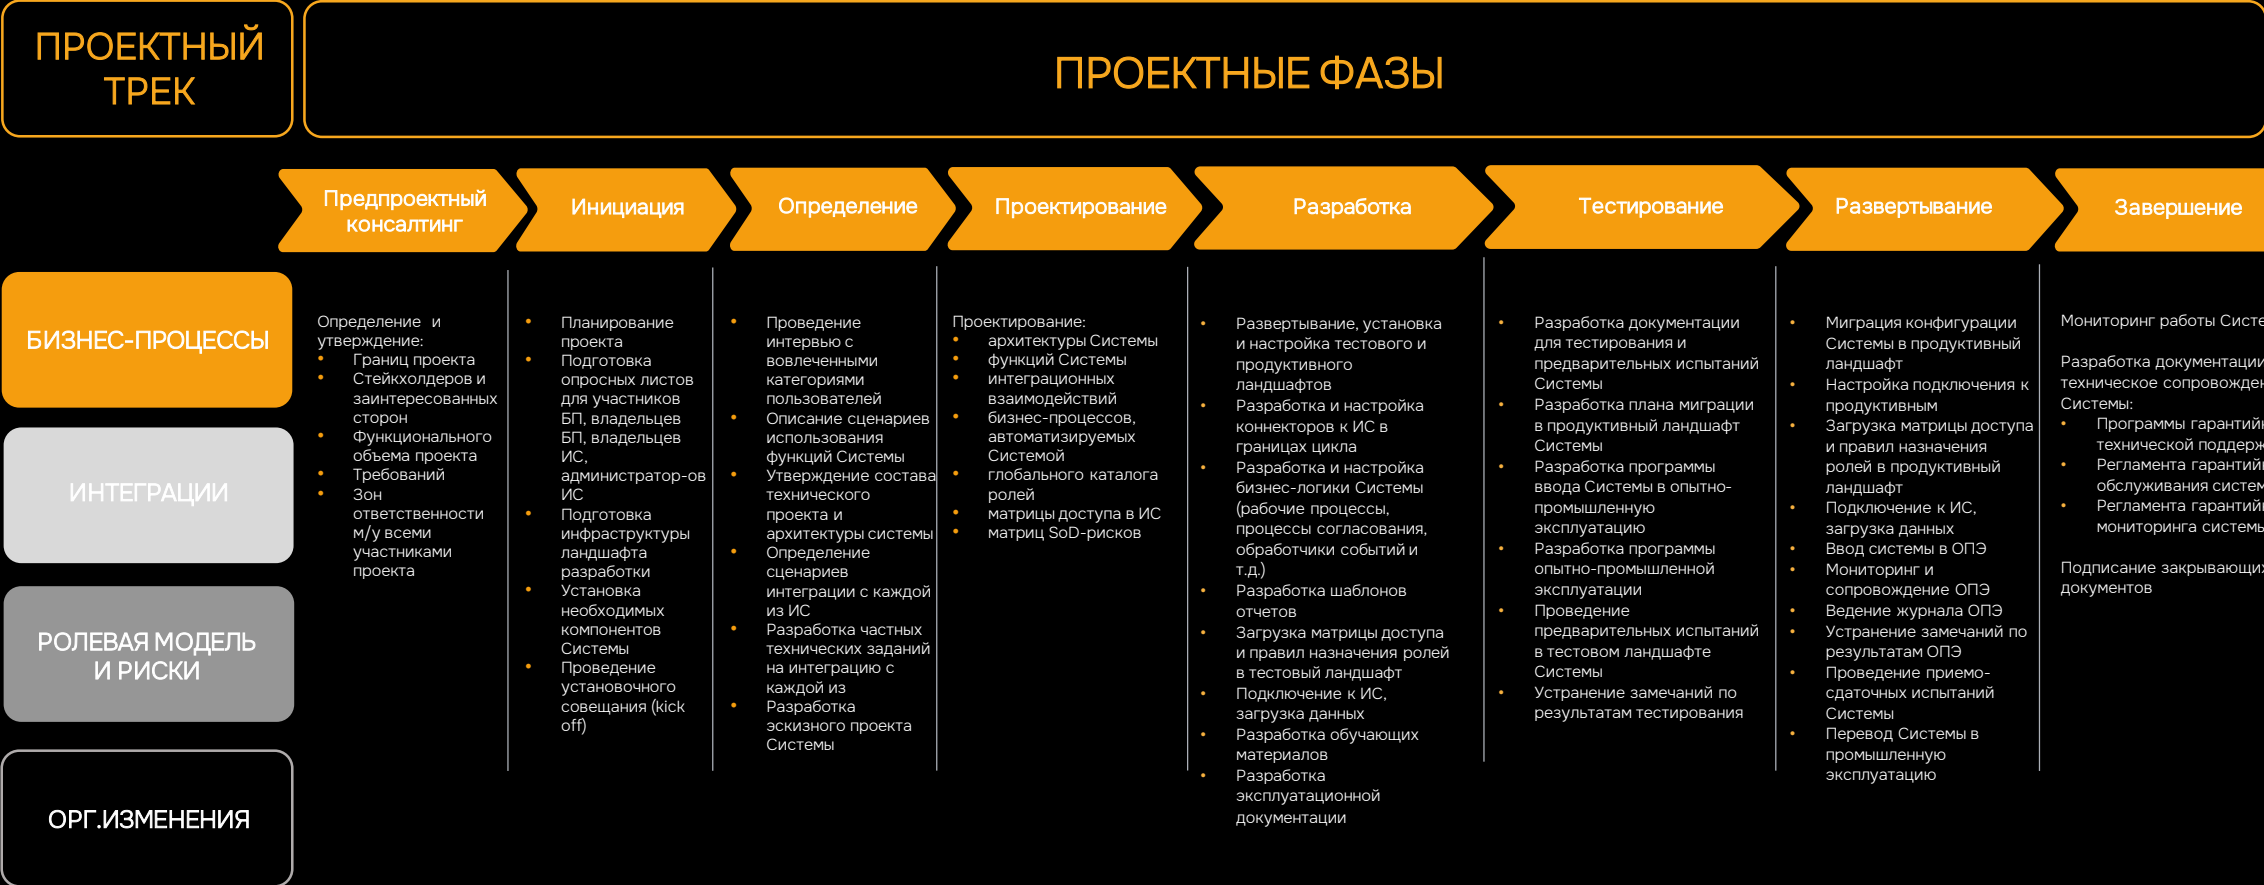 ПРОЕКТНЫЙ
ТРЕК
ПРОЕКТНЫЕ ФАЗЫ
Предпроектный
консалтинг
Инициация
Определение
Проектирование
Разработка
Тестирование
Развертывание
Завершение
БИЗНЕС-ПРОЦЕССЫ
ИНТЕГРАЦИИ
РОЛЕВАЯ МОДЕЛЬ
И РИСКИ
ОРГ.ИЗМЕНЕНИЯ
Определение и
утверждение:
• Границ проекта
• Стейкхолдеров и
заинтересованных
сторон
• Функционального
объема проекта
• Требований
• Зон
ответственности
м/у всеми
участниками
проекта
• Планирование
проекта
• Подготовка
опросных листов
для участников
БП, владельцев
БП, владельцев
ИС,
администратор-ов
ИС
• Подготовка
инфраструктуры
ландшафта
разработки
• Установка
необходимых
компонентов
Системы
• Проведение
установочного
совещания (kick
off)
• Проведение
интервью с
вовлеченными
категориями
пользователей
• Описание сценариев
использования
функций Системы
• Утверждение состава
технического
проекта и
архитектуры системы
• Определение
сценариев
интеграции с каждой
из ИС
• Разработка частных
технических заданий
на интеграцию с
каждой из
• Разработка
эскизного проекта
Системы
Проектирование:
• архитектуры Системы
• функций Системы
• интеграционных
взаимодействий
• бизнес-процессов,
автоматизируемых
Системой
• глобального каталога
ролей
• матрицы доступа в ИС
• матриц SoD-рисков
• Развертывание, установка
и настройка тестового и
продуктивного
ландшафтов
• Разработка и настройка
коннекторов к ИС в
границах цикла
• Разработка и настройка
бизнес-логики Системы
(рабочие процессы,
процессы согласования,
обработчики событий и
т.д.)
• Разработка шаблонов
отчетов
• Загрузка матрицы доступа
и правил назначения ролей
в тестовый ландшафт
• Подключение к ИС,
загрузка данных
• Разработка обучающих
материалов
• Разработка
эксплуатационной
документации
• Разработка документации
для тестирования и
предварительных испытаний
Системы
• Разработка плана миграции
в продуктивный ландшафт
Системы
• Разработка программы
ввода Системы в опытно-
промышленную
эксплуатацию
• Разработка программы
опытно-промышленной
эксплуатации
• Проведение
предварительных испытаний
в тестовом ландшафте
Системы
• Устранение замечаний по
результатам тестирования
• Миграция конфигурации
Системы в продуктивный
ландшафт
• Настройка подключения к
продуктивным
• Загрузка матрицы доступа
и правил назначения
ролей в продуктивный
ландшафт
• Подключение к ИС,
загрузка данных
• Ввод системы в ОПЭ
• Мониторинг и
сопровождение ОПЭ
• Ведение журнала ОПЭ
• Устранение замечаний по
результатам ОПЭ
• Проведение приемо-
сдаточных испытаний
Системы
• Перевод Системы в
промышленную
эксплуатацию
Мониторинг работы
Разработка документации
техническое
Системы:
• Программы
технической
• Регламента
обслуживания
• Регламента
мониторинга системы
Подписание
документов